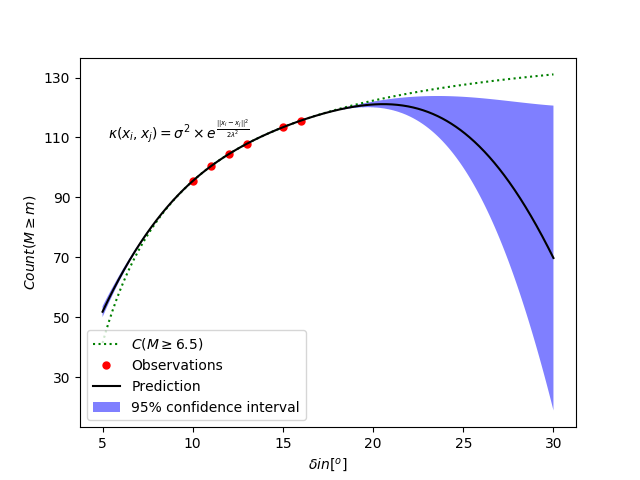 130
110
90
70
50
30
Count(M ≥ m)
κ(xᵢ, xⱼ) = σ² × e^{||xᵢ − xⱼ||² / 2λ²}
C(M ≥ 6.5)
Observations
Prediction
95% confidence interval
5 10 15 20 25 30
δin[°]